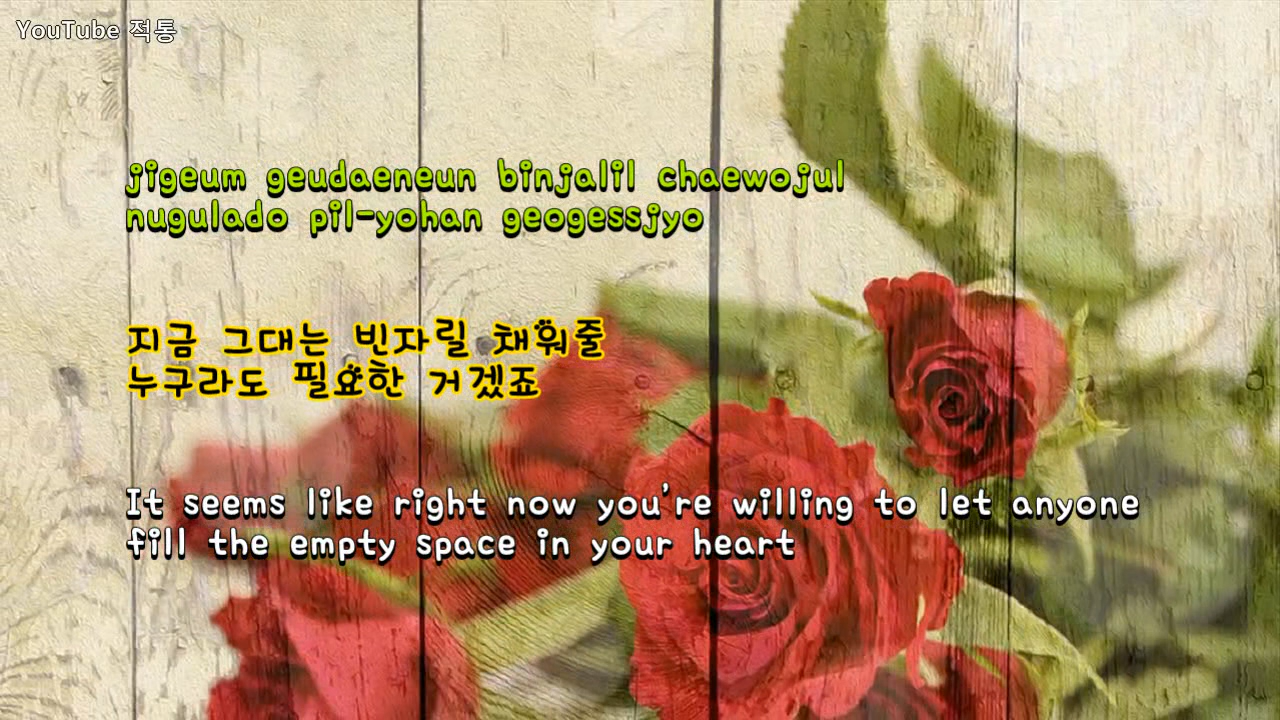 YouTube 적통
jigeum geudaeneun binjalil chaewojul
nugulado pil-yohan geogessjyo
지금 그대는 빈자릴 채워줄
누구라도 필요한 거겠죠
It seems like right now you're willing to let anyone
fill the empty space in your heart